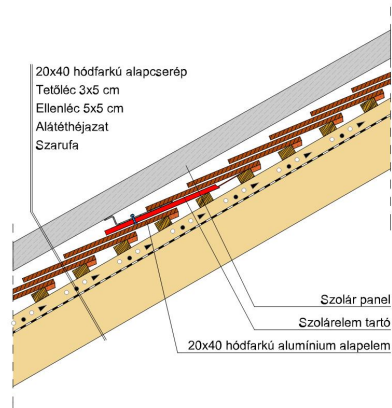 20x40 hódfarkú alapcserép
Tetőléc 3x5 cm
Ellenléc 5x5 cm
Alátéthéjazat
Szarufa
Szolár panel
Szolárelem tartó
20x40 hódfarkú alumínium alapelem